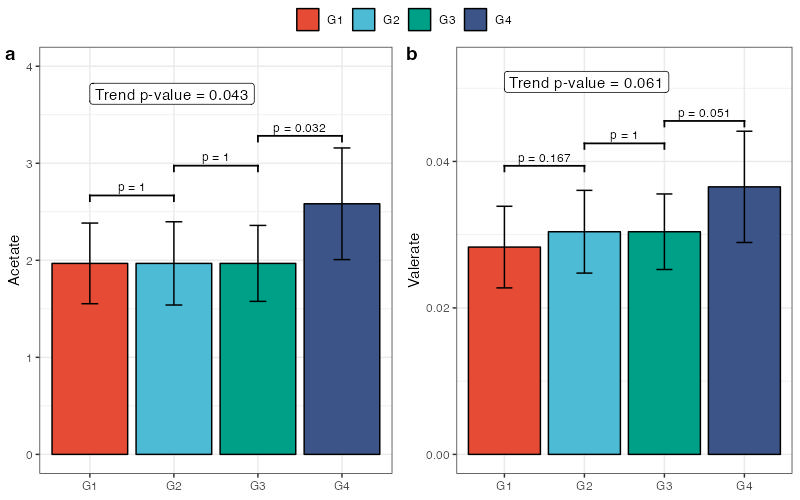 G1 G2 G3 G4
a
Trend p-value = 0.043
p = 1
p = 1
p = 0.032
Acetate
4
3
2
1
0
G1 G2 G3 G4
b
Trend p-value = 0.061
p = 0.167
p = 1
p = 0.051
Valerate
0.04
0.02
0.00
G1 G2 G3 G4